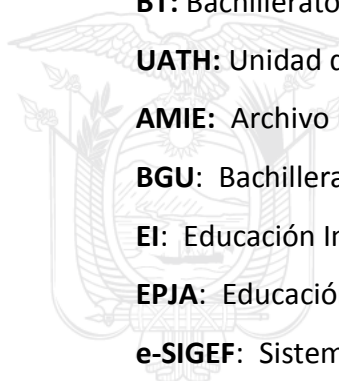 BT: Bachillerato
UATH: Unidad
AMIE: Archivo
BGU: Bachillera
EI: Educación In
EPJA: Educació
e-SIGEF: Sistem